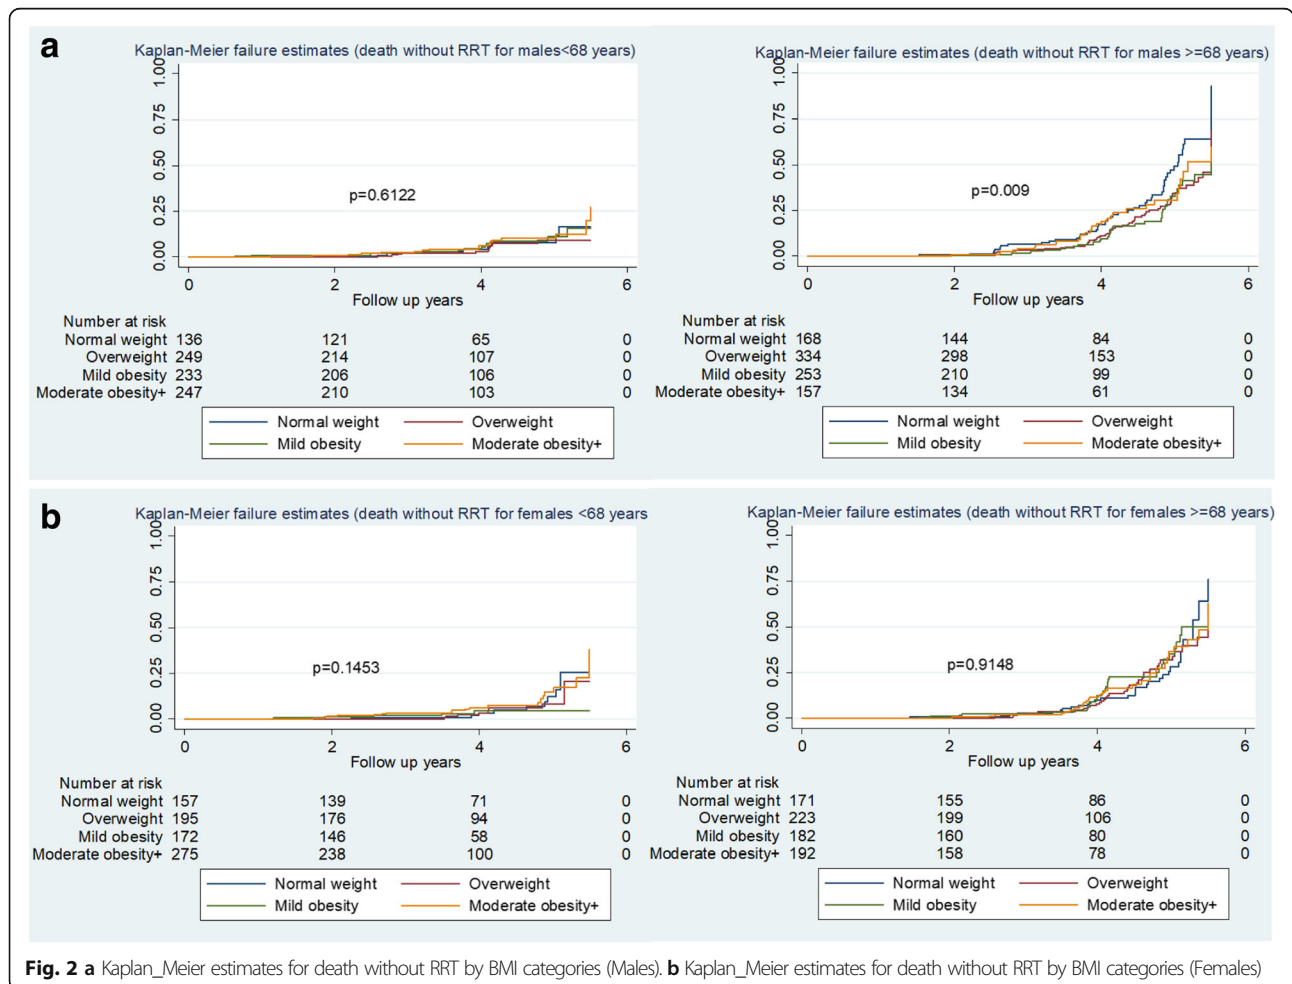 a
Kaplan-Meier failure estimates (death without RRT for males<68 years)
1.00
0.75
0.50
0.25
0.00
p=0.6122
0 2 4 6
Follow up years
Number at risk
Normal weight 136 121 65 0
Overweight 249 214 107 0
Mild obesity 233 206 106 0
Moderate obesity+ 247 210 103 0
Normal weight Overweight
Mild obesity Moderate obesity+
Kaplan-Meier failure estimates (death without RRT for males >=68 years)
1.00
0.75
0.50
0.25
0.00
p=0.009
0 2 4 6
Follow up years
Number at risk
Normal weight 168 144 84 0
Overweight 334 298 153 0
Mild obesity 253 210 99 0
Moderate obesity+ 157 134 61 0
Normal weight Overweight
Mild obesity Moderate obesity+
b
Kaplan-Meier failure estimates (death without RRT for females <68 years
1.00
0.75
0.50
0.25
0.00
p=0.1453
0 2 4 6
Follow up years
Number at risk
Normal weight 157 139 71 0
Overweight 195 176 94 0
Mild obesity 172 146 58 0
Moderate obesity+ 275 238 100 0
Normal weight Overweight
Mild obesity Moderate obesity+
Kaplan-Meier failure estimates (death without RRT for females >=68 years)
1.00
0.75
0.50
0.25
0.00
p=0.9148
0 2 4 6
Follow up years
Number at risk
Normal weight 171 155 86 0
Overweight 223 199 106 0
Mild obesity 182 160 80 0
Moderate obesity+ 192 158 78 0
Normal weight Overweight
Mild obesity Moderate obesity+
Fig. 2 a Kaplan_Meier estimates for death without RRT by BMI categories (Males). b Kaplan_Meier estimates for death without RRT by BMI categories (Females)